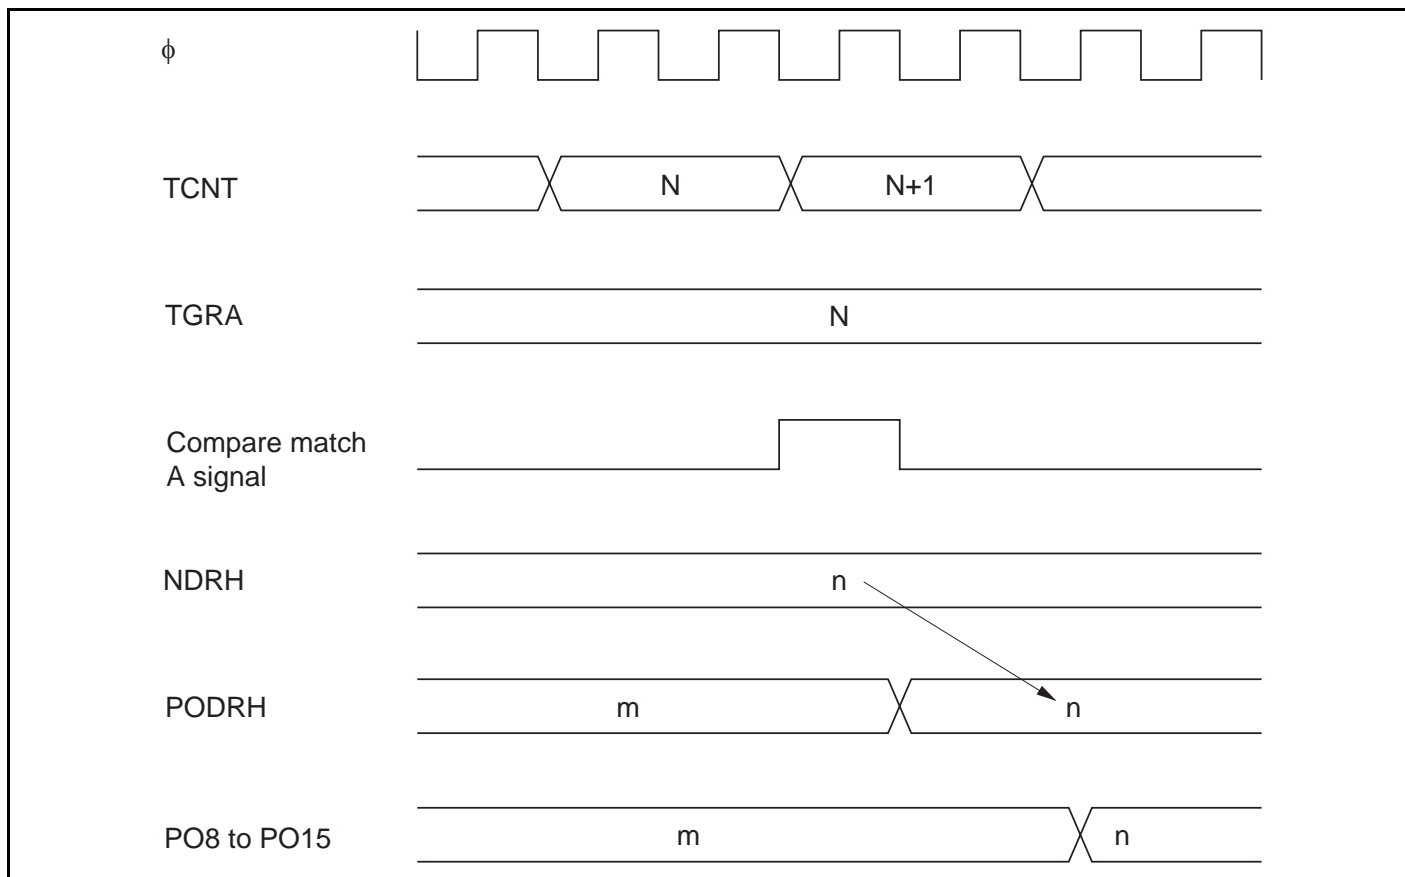 ϕ
TCNT
N
N+1
TGRA
N
Compare match
A signal
NDRH
n
PODRH
m
n
PO8 to PO15
m
n